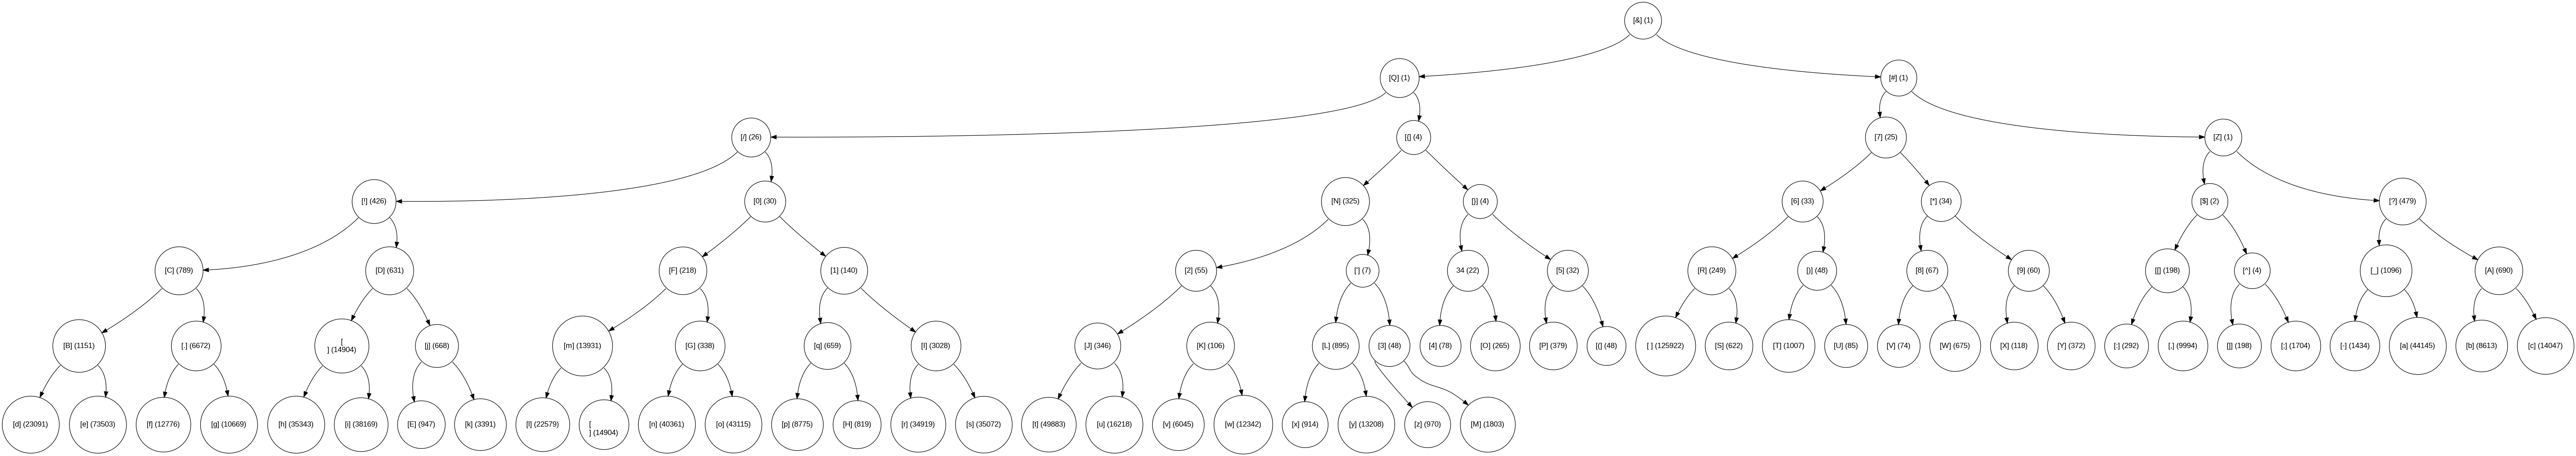 [&] (1)
[Q] (1)
[#] (1)
[/] (26)
[{] (4)
[7] (25)
[Z] (1)
[!] (426)
[0] (30)
[N] (325)
[}] (4)
[6] (33)
[*] (34)
[$] (2)
[?] (479)
[C] (789)
[D] (631)
[F] (218)
[1] (140)
[2] (55)
['] (7)
34 (22)
[5] (32)
[R] (249)
[)] (48)
[8] (67)
[9] (60)
[[] (198)
[^] (4)
[_] (1096)
[A] (690)
[B] (1151)
[.] (6672)
[
] (14904)
[j] (668)
[m] (13931)
[G] (338)
[q] (659)
[I] (3028)
[J] (346)
[K] (106)
[L] (895)
[3] (48)
[4] (78)
[O] (265)
[P] (379)
[(] (48)
[ ] (125922)
[S] (622)
[T] (1007)
[U] (85)
[V] (74)
[W] (675)
[X] (118)
[Y] (372)
[:] (292)
[,] (9994)
[]] (198)
[;] (1704)
[-] (1434)
[a] (44145)
[b] (8613)
[c] (14047)
[d] (23091)
[e] (73503)
[f] (12776)
[g] (10669)
[h] (35343)
[i] (38169)
[E] (947)
[k] (3391)
[l] (22579)
[
] (14904)
[n] (40361)
[o] (43115)
[p] (8775)
[H] (819)
[r] (34919)
[s] (35072)
[t] (49883)
[u] (16218)
[v] (6045)
[w] (12342)
[x] (914)
[y] (13208)
[z] (970)
[M] (1803)